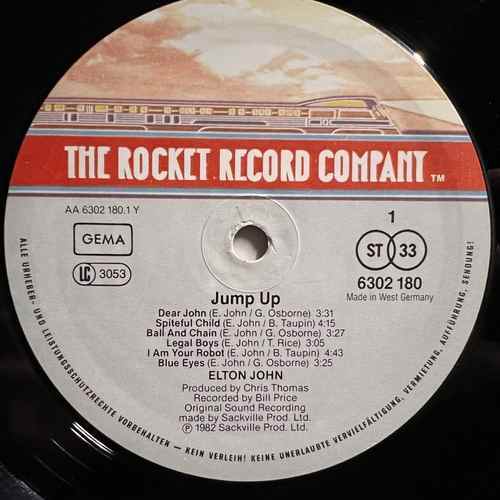 THE ROCKET RECORD COMPANY ™
AA 6302 180.1 Y
GEMA
LC 3053
1
ST 33
6302 180
Made in West Germany
Jump Up
Dear John (E. John / G. Osborne) 3:31
Spiteful Child (E. John / B. Taupin) 4:15
Ball And Chain (E. John / G. Osborne) 3:27
Legal Boys (E. John / T. Rice) 3:05
I Am Your Robot (E. John / B. Taupin) 4:43
Blue Eyes (E. John / G. Osborne) 3:25
ELTON JOHN
Produced by Chris Thomas
Recorded by Bill Price
Original Sound Recording
made by Sackville Prod. Ltd.
℗ 1982 Sackville Prod. Ltd.
ALLE URHEBER- UND LEISTUNGSSCHUTZRECHTE VORBEHALTEN – KEIN VERLEIH! KEINE UNERLAUBTE VERVIELFÄLTIGUNG, VERMIETUNG, AUFFÜHRUNG, SENDUNG!